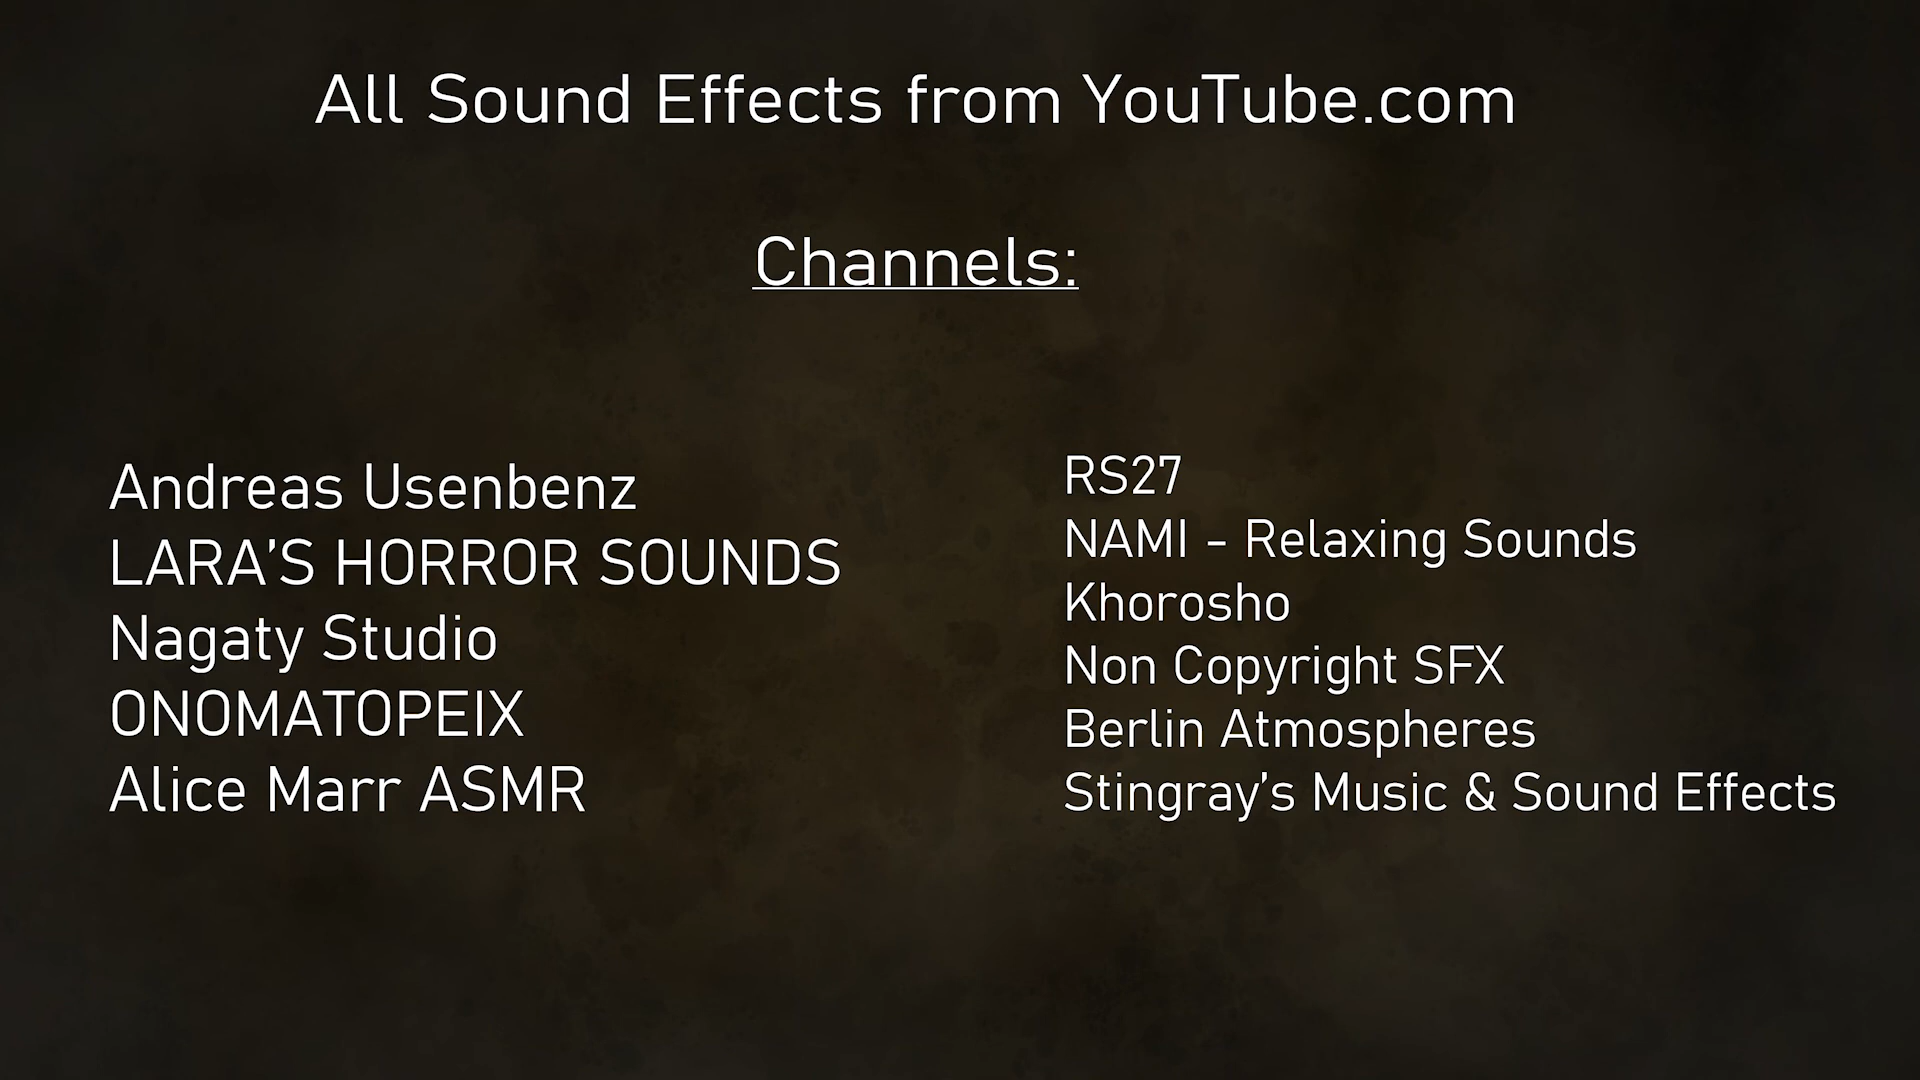 All Sound Effects from YouTube.com
Channels:
Andreas Usenbenz
LARA’S HORROR SOUNDS
Nagaty Studio
ONOMATOPEIX
Alice Marr ASMR
RS27
NAMI - Relaxing Sounds
Khorosho
Non Copyright SFX
Berlin Atmospheres
Stingray’s Music & Sound Effects